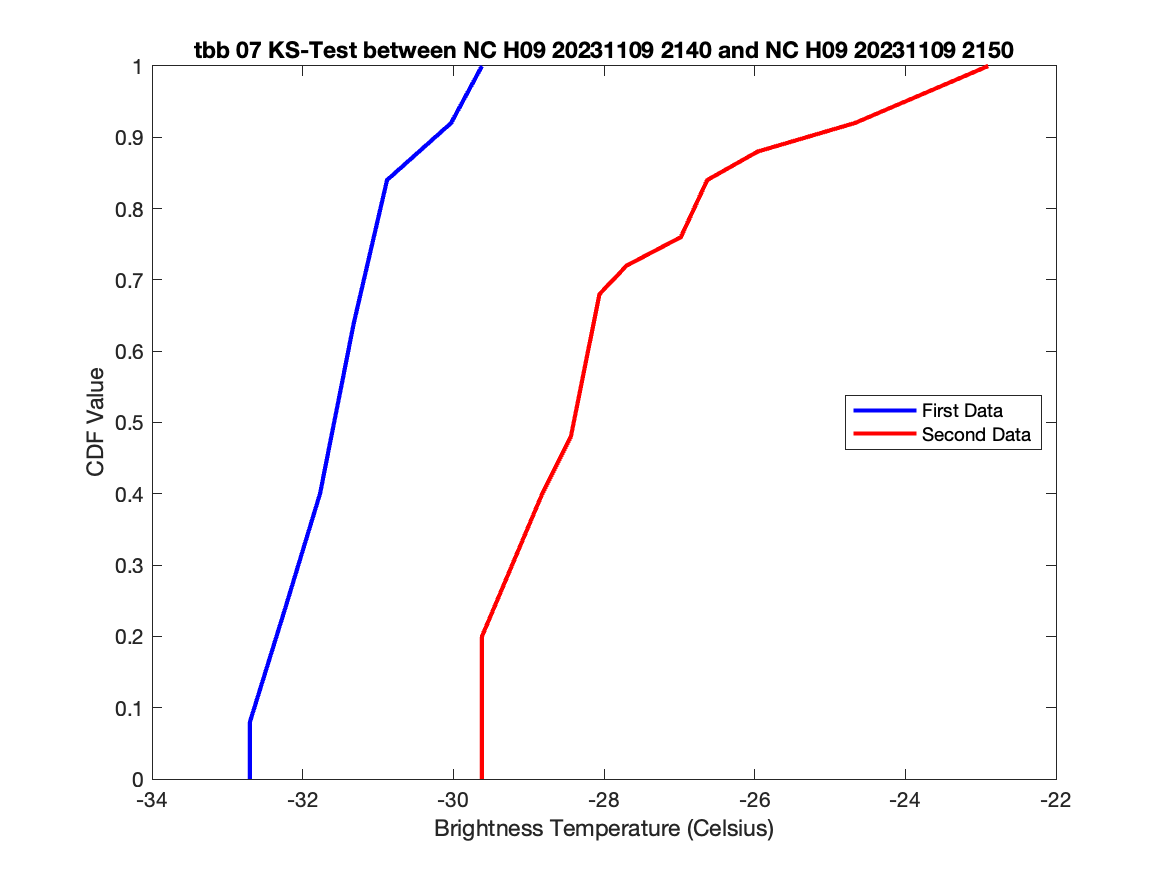 tbb 07 KS-Test between NC H09 20231109 2140 and NC H09 20231109 2150
1
0.9
0.8
0.7
0.6
0.5
0.4
0.3
0.2
0.1
0
CDF Value
First Data
Second Data
-34 -32 -30 -28 -26 -24 -22
Brightness Temperature (Celsius)